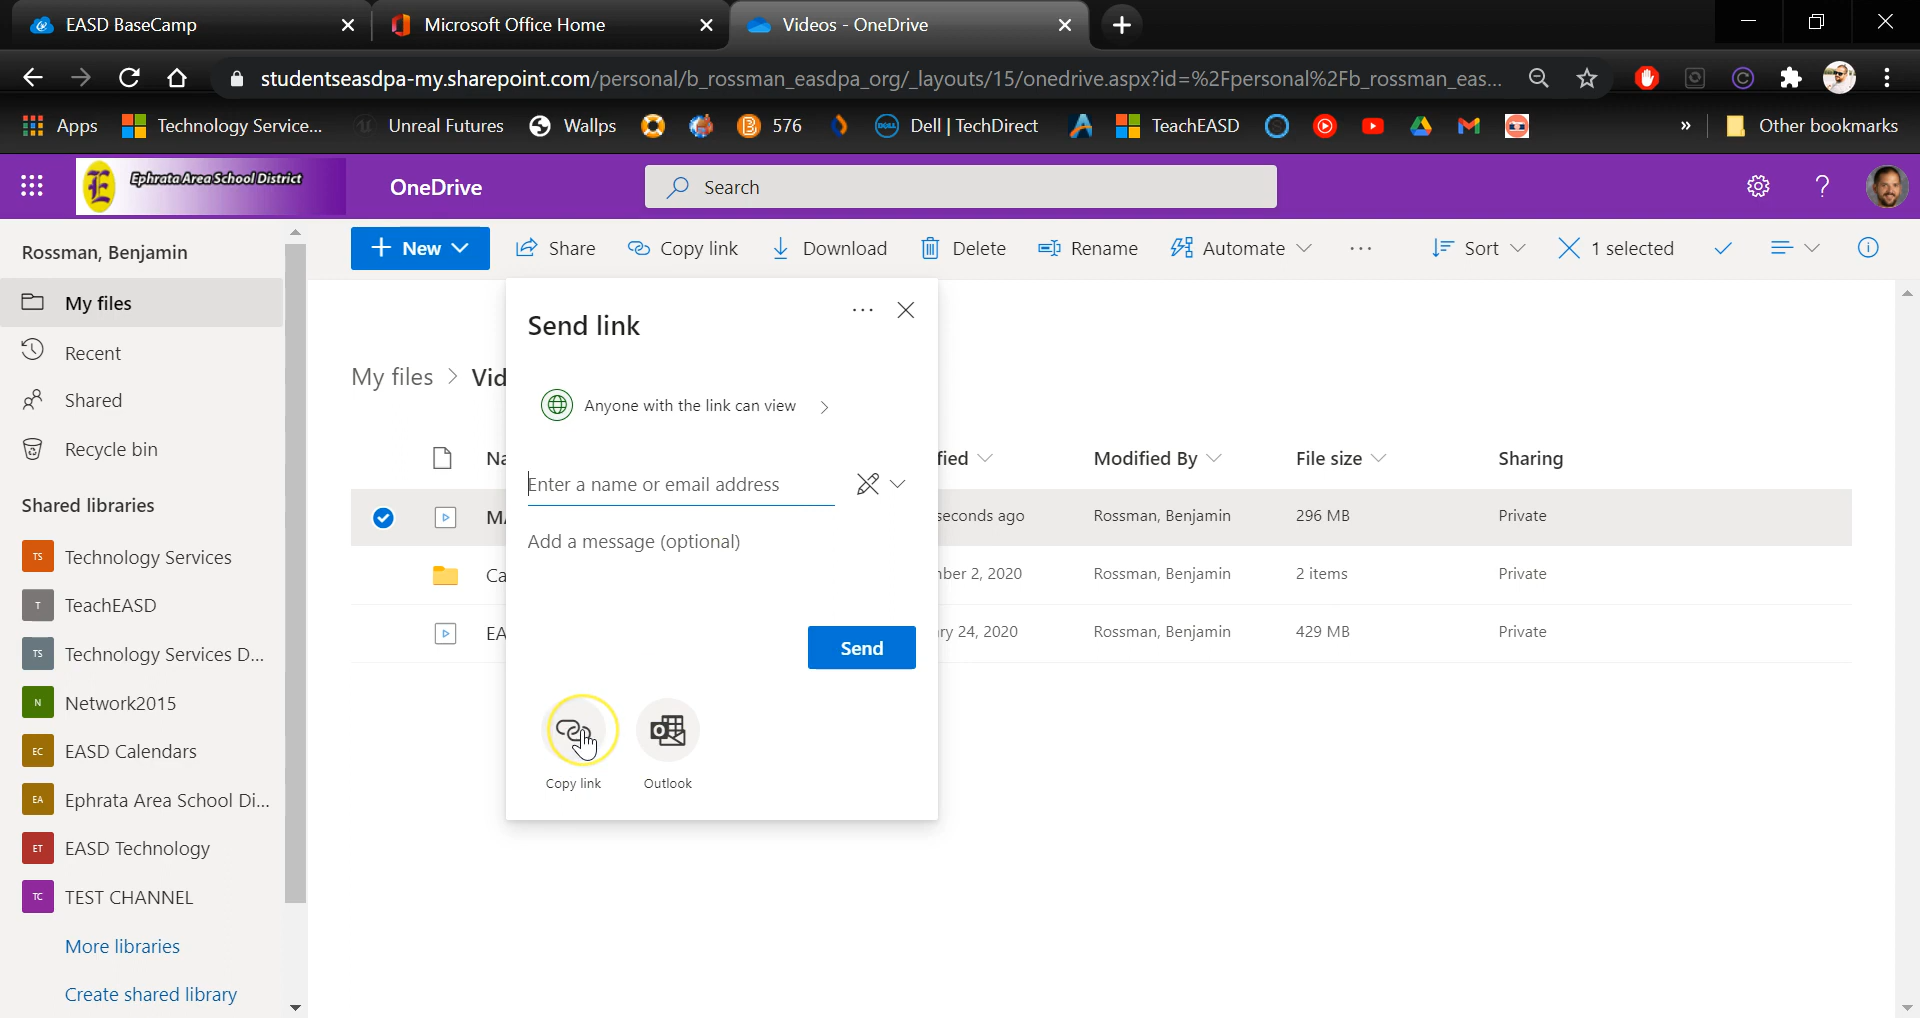 EASD BaseCamp
Microsoft Office Home
Videos - OneDrive
studentseasdpa-my.sharepoint.com/personal/b_rossman_easdpa_org/_layouts/15/onedrive.aspx?id=%2Fpersonal%2Fb_rossman_eas...
Apps
Technology Service...
Unreal Futures
Wallps
576
Dell | TechDirect
TeachEASD
Other bookmarks
Ephrata Area School District
OneDrive
Search
Rossman, Benjamin
New
Share
Copy link
Download
Delete
Rename
Automate
Sort
1 selected
My files
Recent
Shared
Recycle bin
Shared libraries
TS Technology Services
T TeachEASD
TS Technology Services D...
N Network2015
EC EASD Calendars
EA Ephrata Area School Di...
ET EASD Technology
TC TEST CHANNEL
More libraries
Create shared library
My files > Vid
Send link
Anyone with the link can view
Enter a name or email address
Add a message (optional)
Send
Copy link
Outlook
Na
fied
Modified By
File size
Sharing
MA
seconds ago
Rossman, Benjamin
296 MB
Private
Ca
ber 2, 2020
Rossman, Benjamin
2 items
Private
EA
ry 24, 2020
Rossman, Benjamin
429 MB
Private